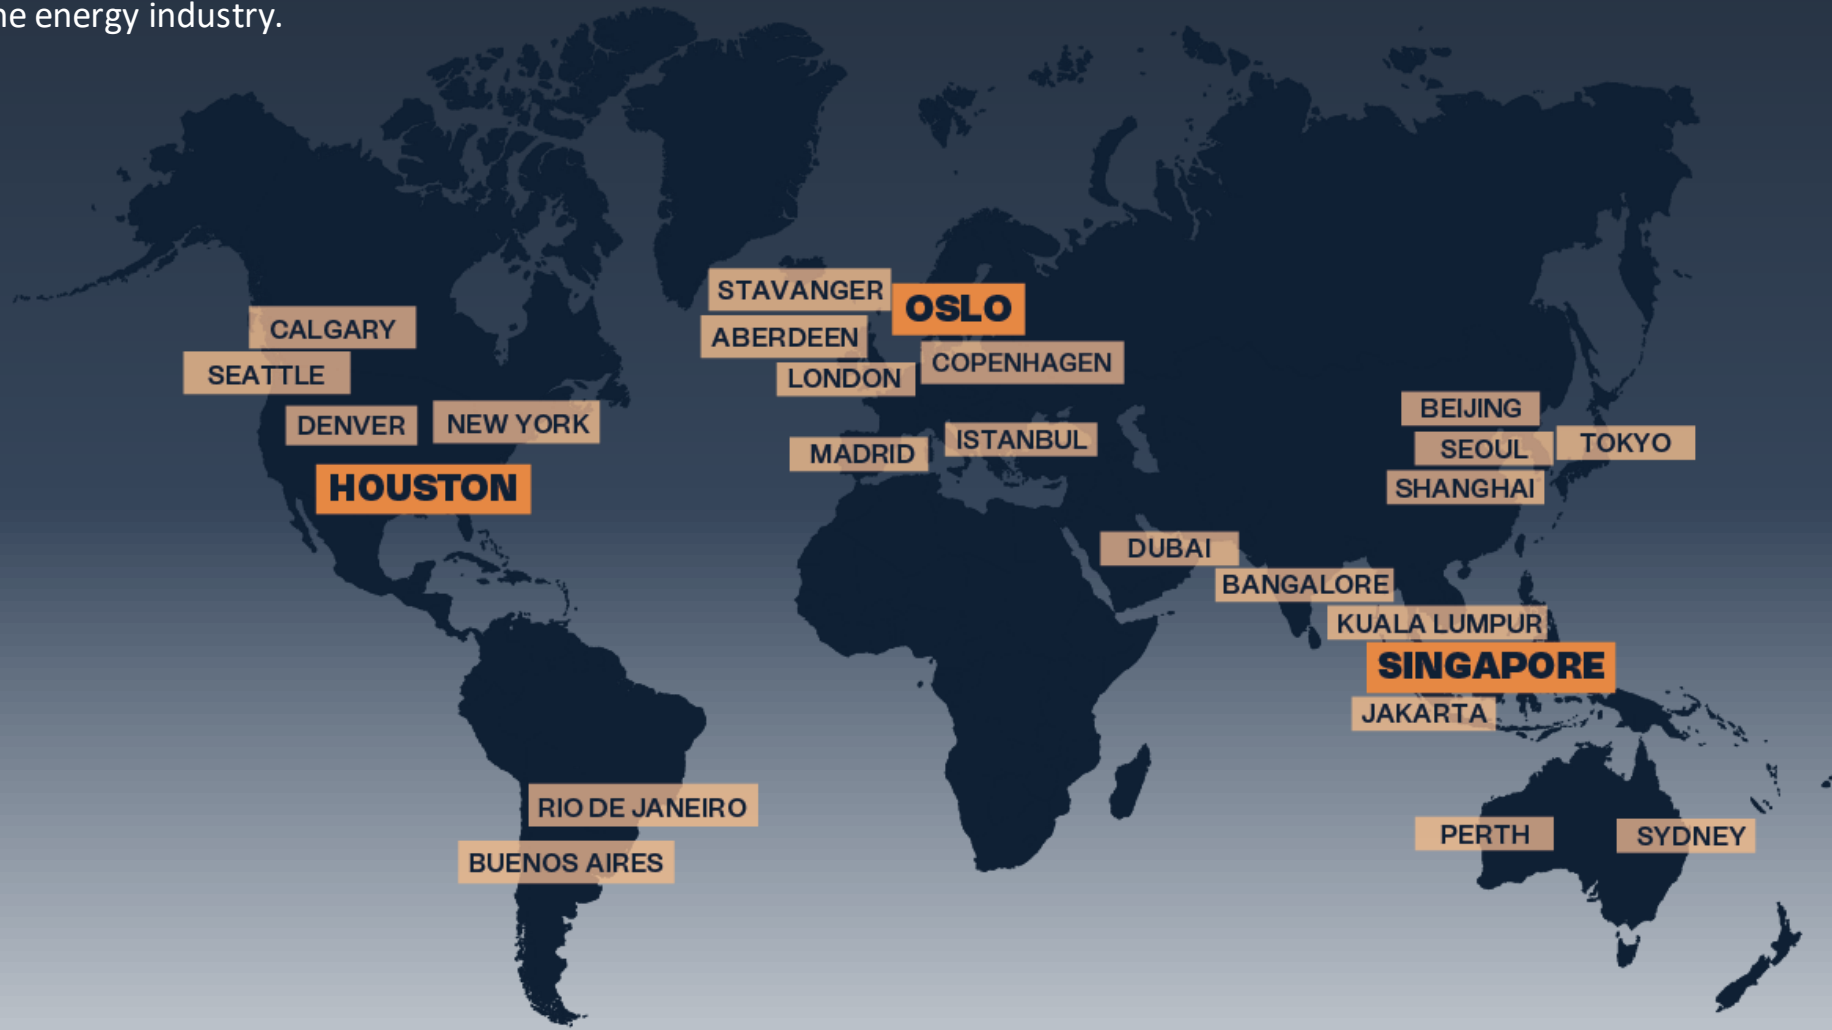 he energy industry.
STAVANGER
OSLO
CALGARY
ABERDEEN
COPENHAGEN
SEATTLE
LONDON
BEIJING
DENVER
NEW YORK
MADRID
ISTANBUL
SEOUL
TOKYO
HOUSTON
SHANGHAI
DUBAI
BANGALORE
KUALA LUMPUR
SINGAPORE
JAKARTA
RIO DE JANEIRO
PERTH
SYDNEY
BUENOS AIRES